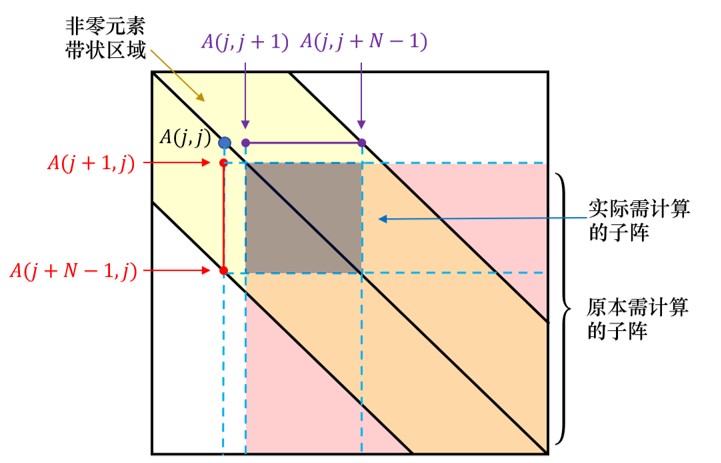 非零元素
带状区域
A(j, j + 1)
A(j, j + N − 1)
A(j, j)
A(j + 1, j)
A(j + N − 1, j)
实际需计算
的子阵
原本需计算
的子阵